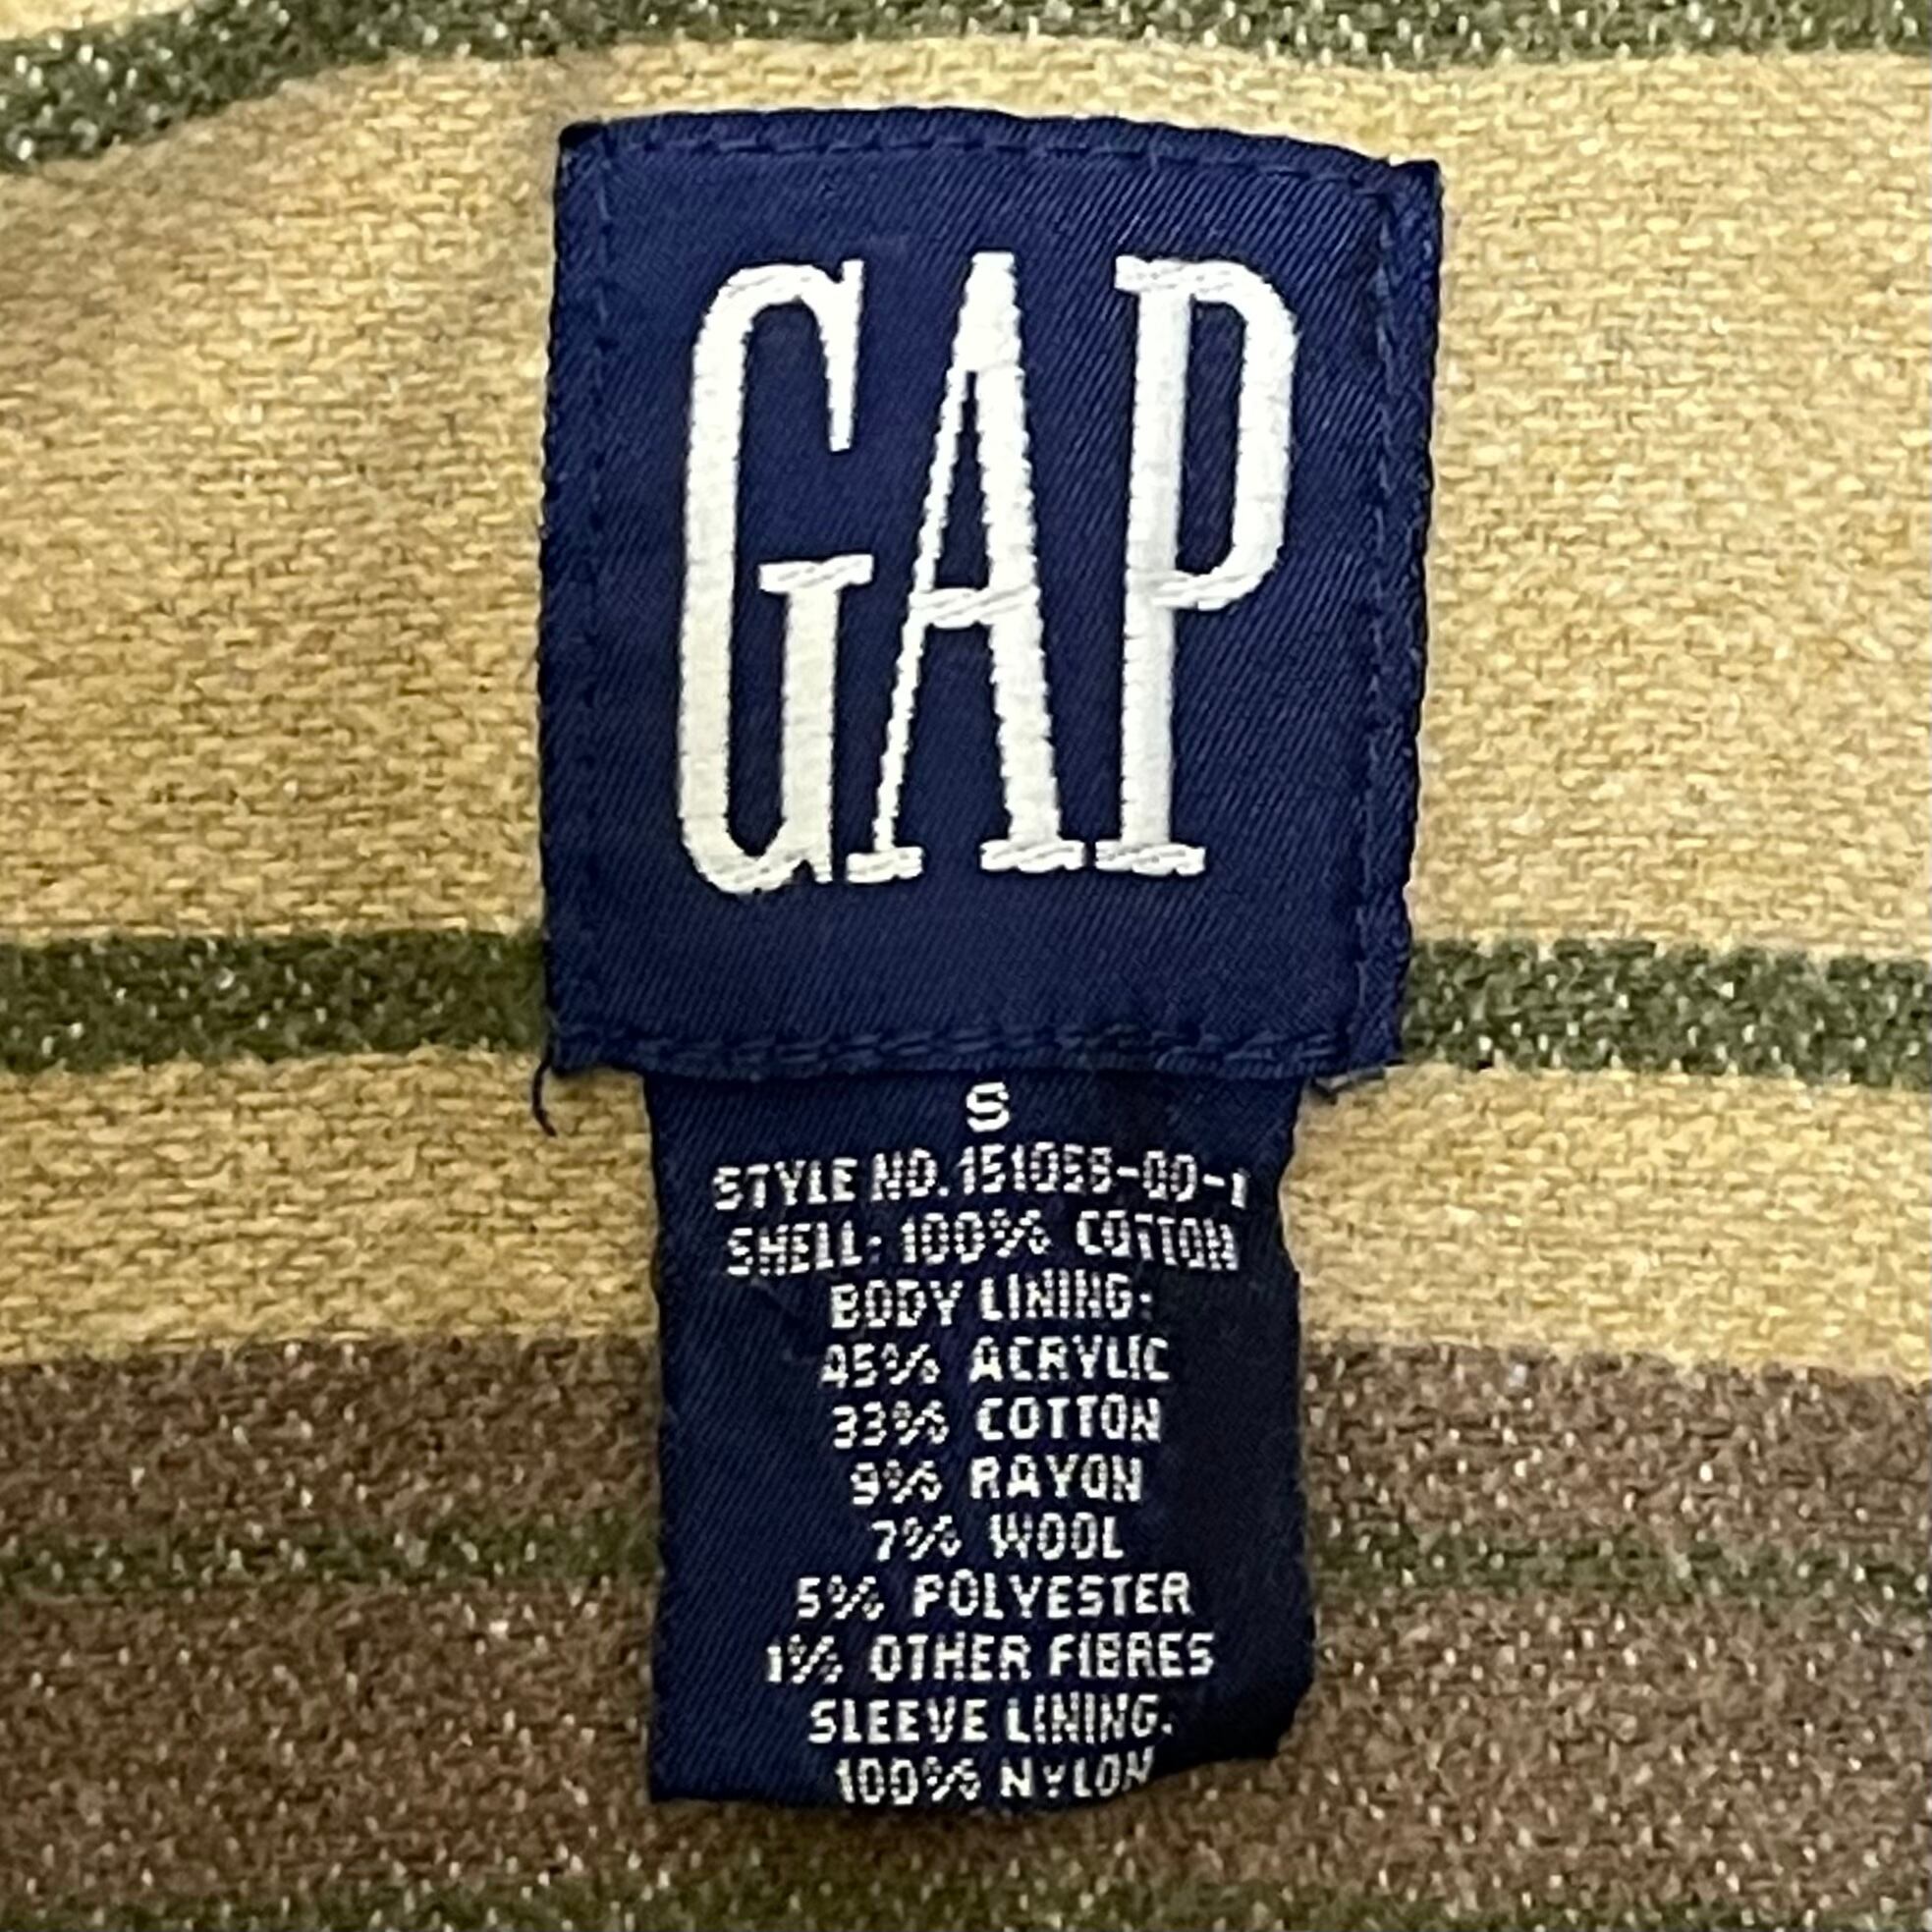 GAP
S
STYLE NO. 151058-00-1
SHELL: 100% COTTON
BODY LINING:
45% ACRYLIC
33% COTTON
9% RAYON
7% WOOL
5% POLYESTER
1% OTHER FIBRES
SLEEVE LINING:
100% NYLON